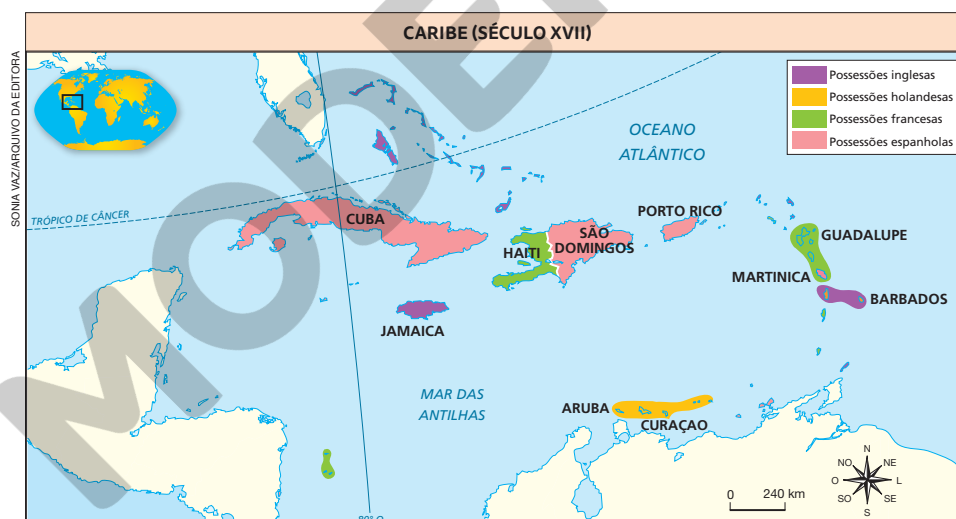 CARIBE (SÉCULO XVII)
SONIA VAZ/ARQUIVO DA EDITORA
Possessões inglesas
Possessões holandesas
Possessões francesas
Possessões espanholas
OCEANO
ATLÂNTICO
TRÓPICO DE CÂNCER
CUBA
HAITI
SÃO
DOMINGOS
PORTO RICO
GUADALUPE
MARTINICA
BARBADOS
JAMAICA
MAR DAS
ANTILHAS
ARUBA
CURAÇAO
0 240 km
N
NO NE
O L
SO SE
S
80° O
MODE